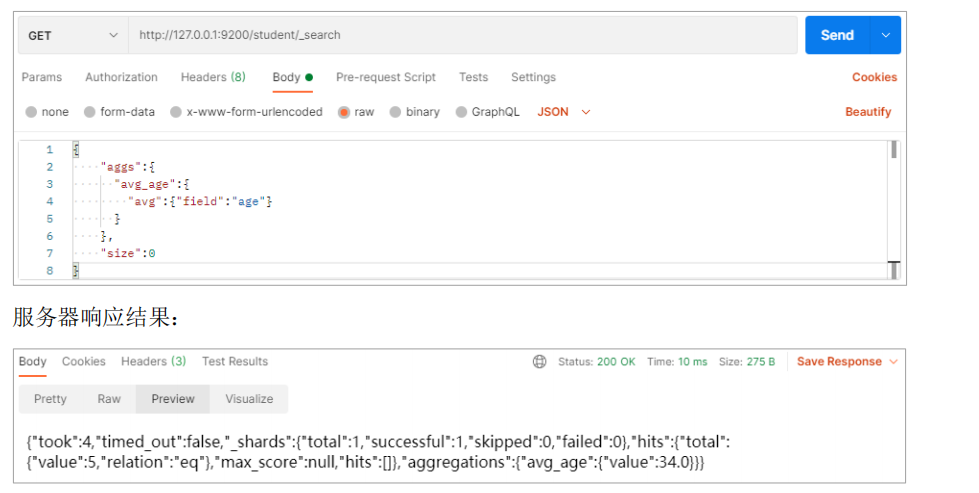 GET http://127.0.0.1:9200/student/_search Send
Params Authorization Headers (8) Body Pre-request Script Tests Settings Cookies
none form-data x-www-form-urlencoded raw binary GraphQL JSON Beautify
1 {
2 "aggs":{
3 "avg_age":{
4 "avg":{"field":"age"}
5 }
6 },
7 "size":0
8 }
服务器响应结果：
Body Cookies Headers (3) Test Results Status: 200 OK Time: 10 ms Size: 275 B Save Response
Pretty Raw Preview Visualize
{"took":4,"timed_out":false,"_shards":{"total":1,"successful":1,"skipped":0,"failed":0},"hits":{"total":
{"value":5,"relation":"eq"},"max_score":null,"hits":[]},"aggregations":{"avg_age":{"value":34.0}}}